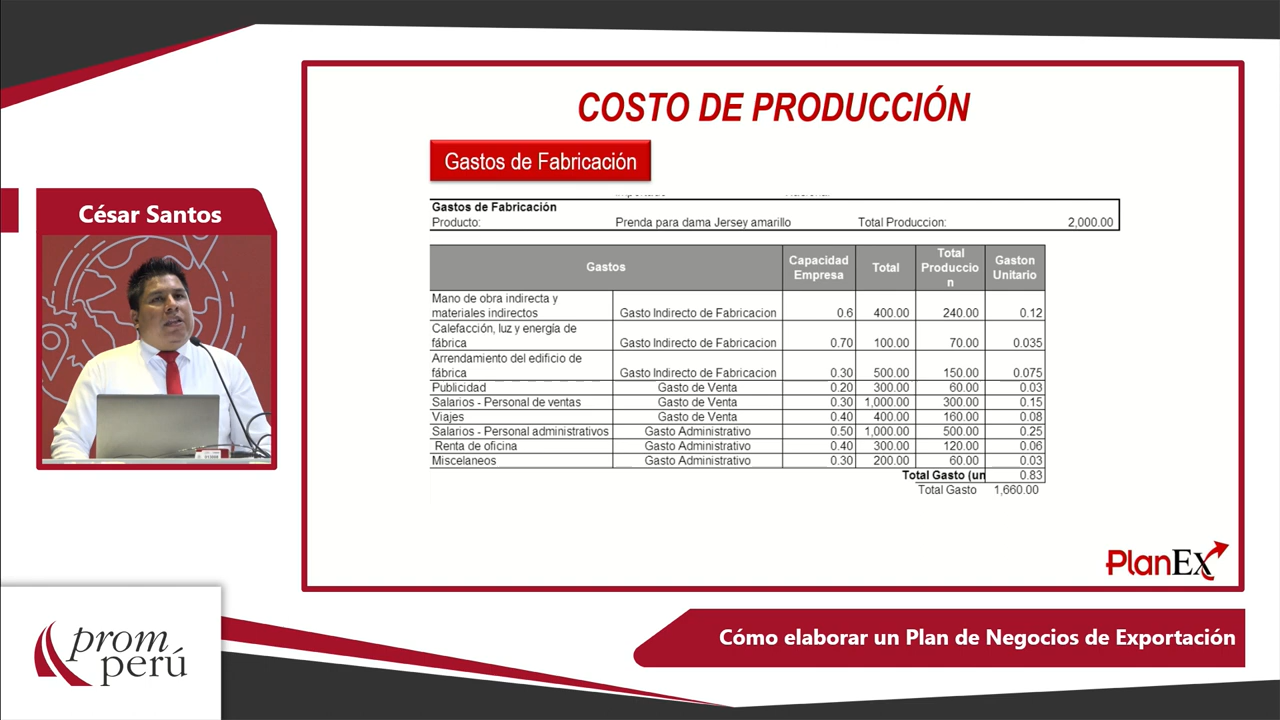 COSTO DE PRODUCCIÓN
Gastos de Fabricación
Gastos de Fabricación
Producto: Prenda para dama Jersey amarillo Total Produccion: 2,000.00
Gastos Capacidad Empresa Total Total Produccio n Gaston Unitario
Mano de obra indirecta y
materiales indirectos Gasto Indirecto de Fabricacion 0.6 400.00 240.00 0.12
Calefacción, luz y energía de
fábrica Gasto Indirecto de Fabricacion 0.70 100.00 70.00 0.035
Arrendamiento del edificio de
fábrica Gasto Indirecto de Fabricacion 0.30 500.00 150.00 0.075
Publicidad Gasto de Venta 0.20 300.00 60.00 0.03
Salarios - Personal de ventas Gasto de Venta 0.30 1,000.00 300.00 0.15
Viajes Gasto de Venta 0.40 400.00 160.00 0.08
Salarios - Personal administrativos Gasto Administrativo 0.50 1,000.00 500.00 0.25
Renta de oficina Gasto Administrativo 0.40 300.00 120.00 0.06
Miscelaneos Gasto Administrativo 0.30 200.00 60.00 0.03
Total Gasto (un 0.83
Total Gasto 1,660.00
PlanEx
César Santos
prom
perú
Cómo elaborar un Plan de Negocios de Exportación